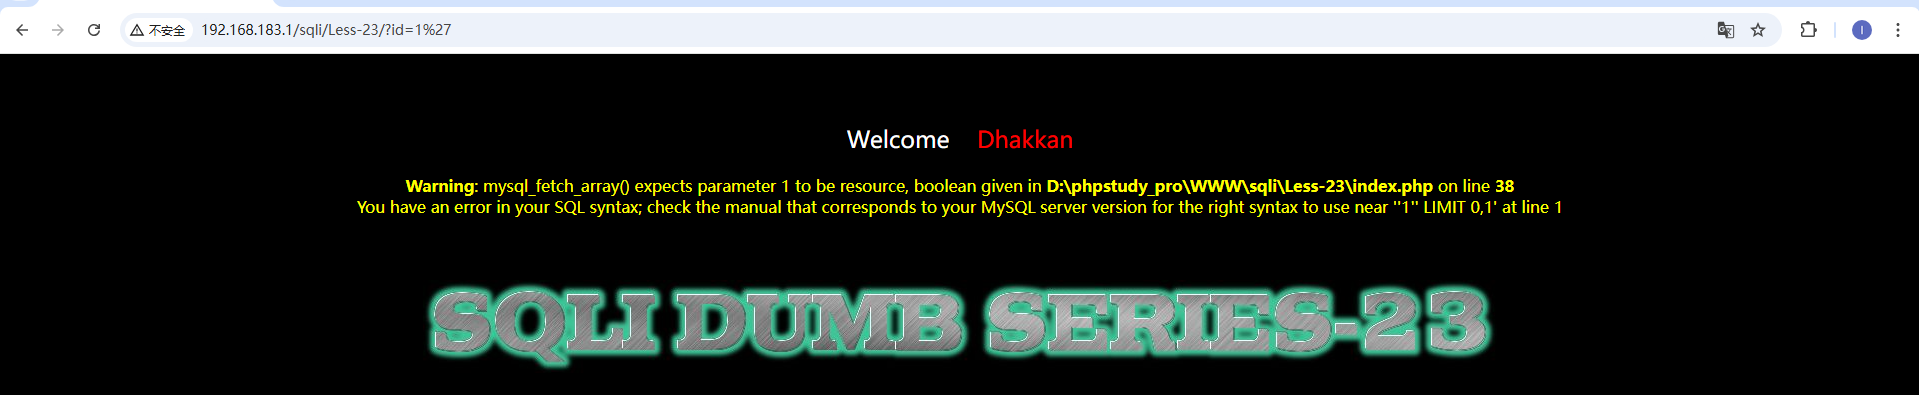 不安全 192.168.183.1/sqli/Less-23/?id=1%27
Welcome Dhakkan
Warning: mysql_fetch_array() expects parameter 1 to be resource, boolean given in D:\phpstudy_pro\WWW\sqli\Less-23\index.php on line 38
You have an error in your SQL syntax; check the manual that corresponds to your MySQL server version for the right syntax to use near ''1'' LIMIT 0,1' at line 1
SQLI DUMB SERIES-23